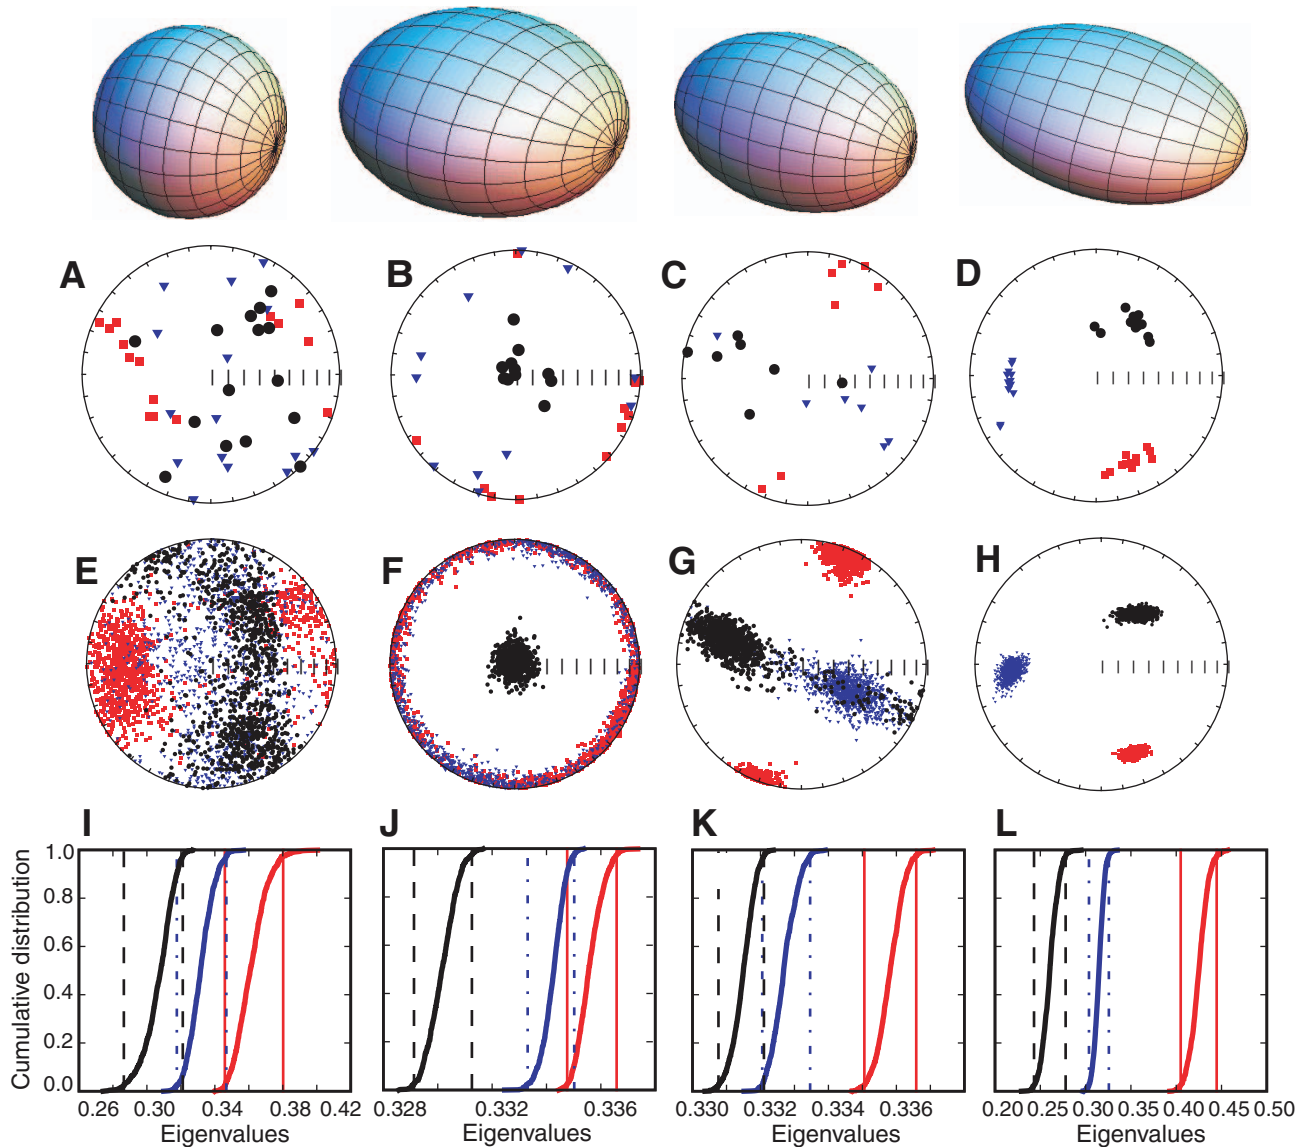 A B C D
E F G H
I J K L
Cumulative distribution
1.0
0.8
0.6
0.4
0.2
0.0
0.26 0.30 0.34 0.38 0.42
0.328 0.332 0.336
0.330 0.332 0.334 0.336
0.20 0.25 0.30 0.35 0.40 0.45 0.50
Eigenvalues Eigenvalues Eigenvalues Eigenvalues